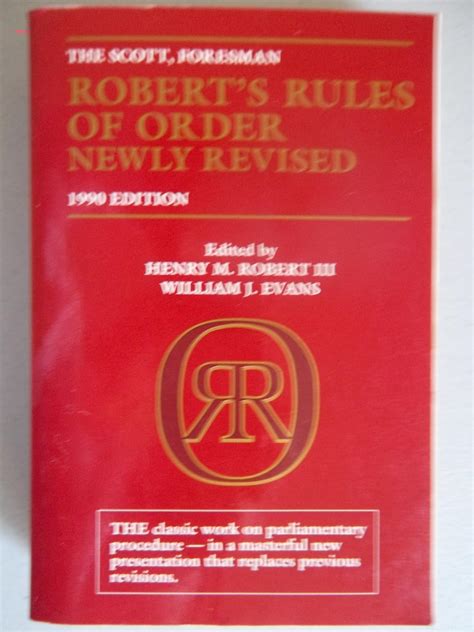 THE SCOTT, FORESMAN
ROBERT'S RULES
OF ORDER
NEWLY REVISED
1990 EDITION
Edited by
HENRY M. ROBERT III
WILLIAM J. EVANS
R R
THE classic work on parliamentary
procedure — in a masterful new
presentation that replaces previous
revisions.